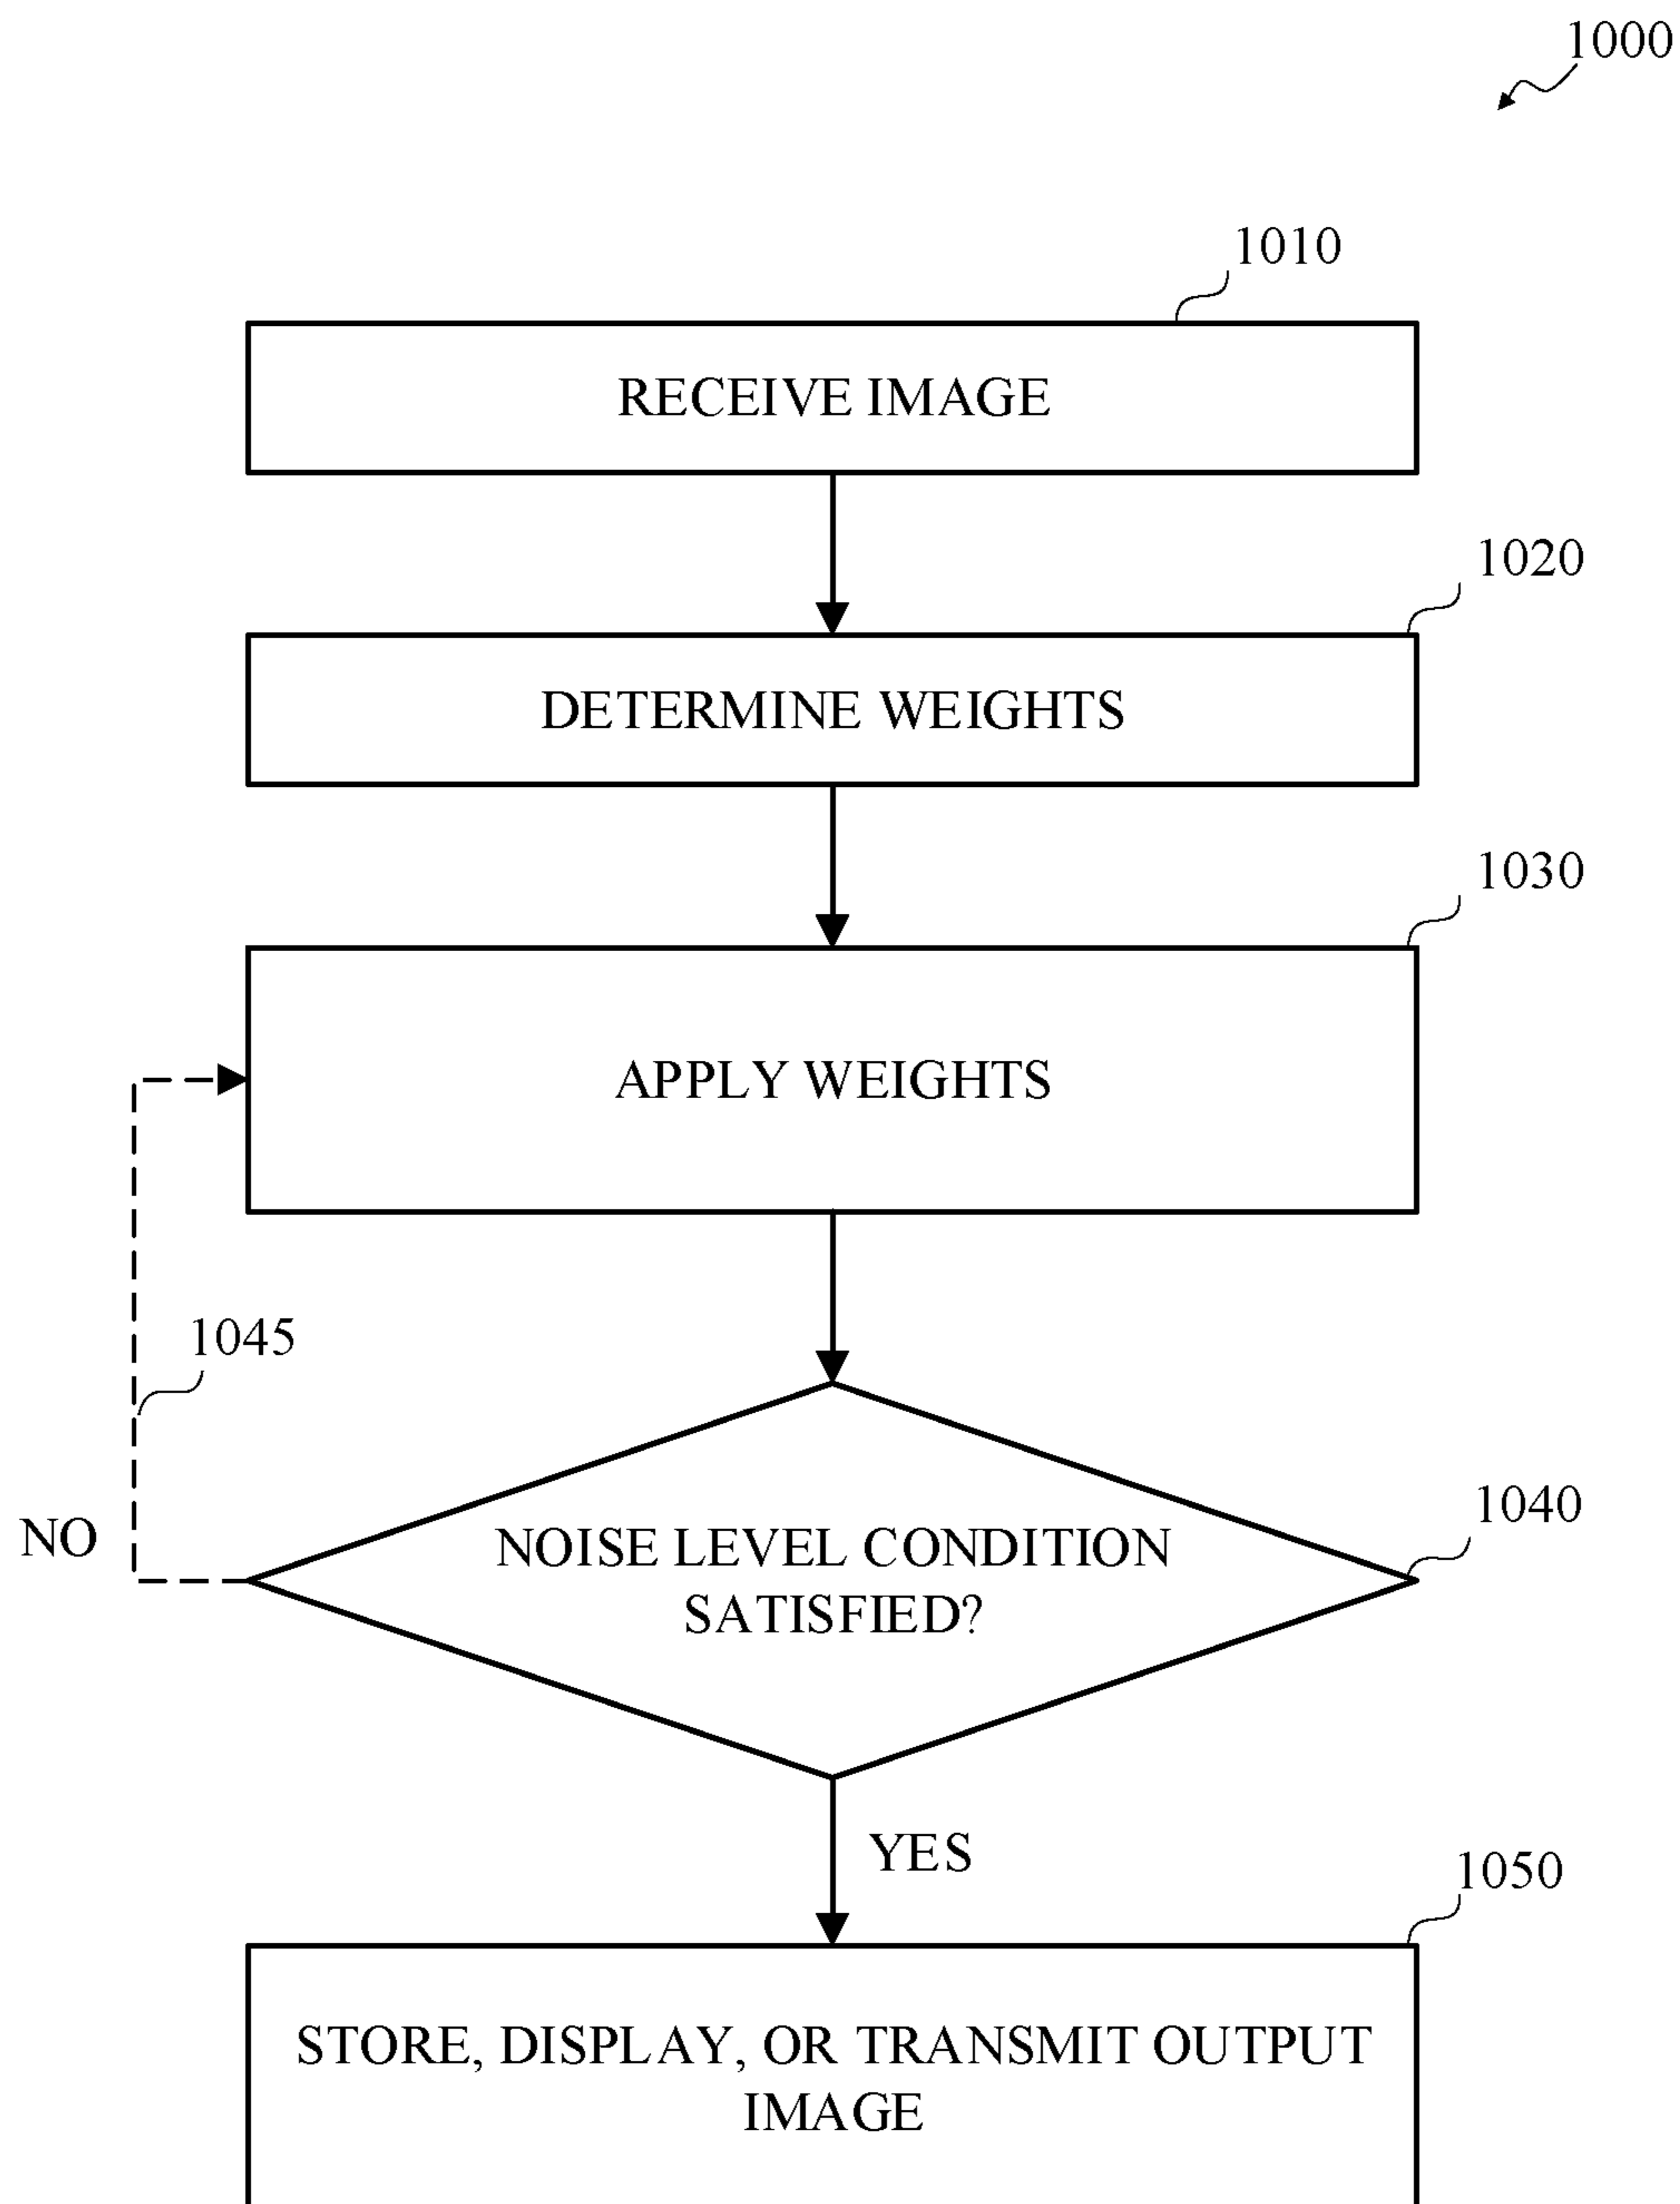 1000
1010
RECEIVE IMAGE
1020
DETERMINE WEIGHTS
1030
APPLY WEIGHTS
1045
1040
NO
NOISE LEVEL CONDITION
SATISFIED?
YES
1050
STORE, DISPLAY, OR TRANSMIT OUTPUT
IMAGE